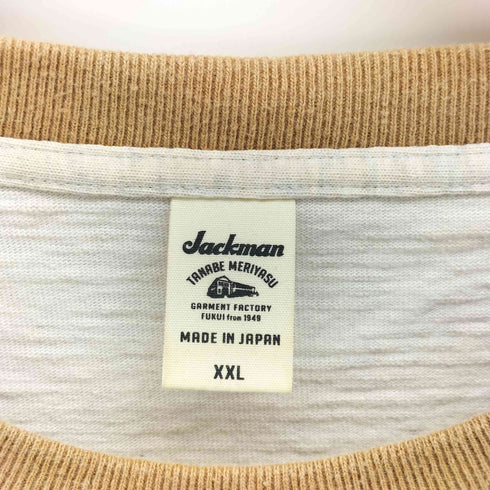 Jackman
TANABE MERIYASU
GARMENT FACTORY
FUKUI from 1949
MADE IN JAPAN
XXL